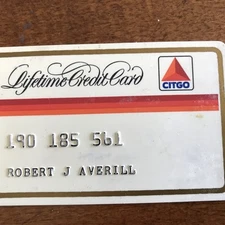 Lifetime Credit Card
CITGO
190 185 561
ROBERT J AVERILL